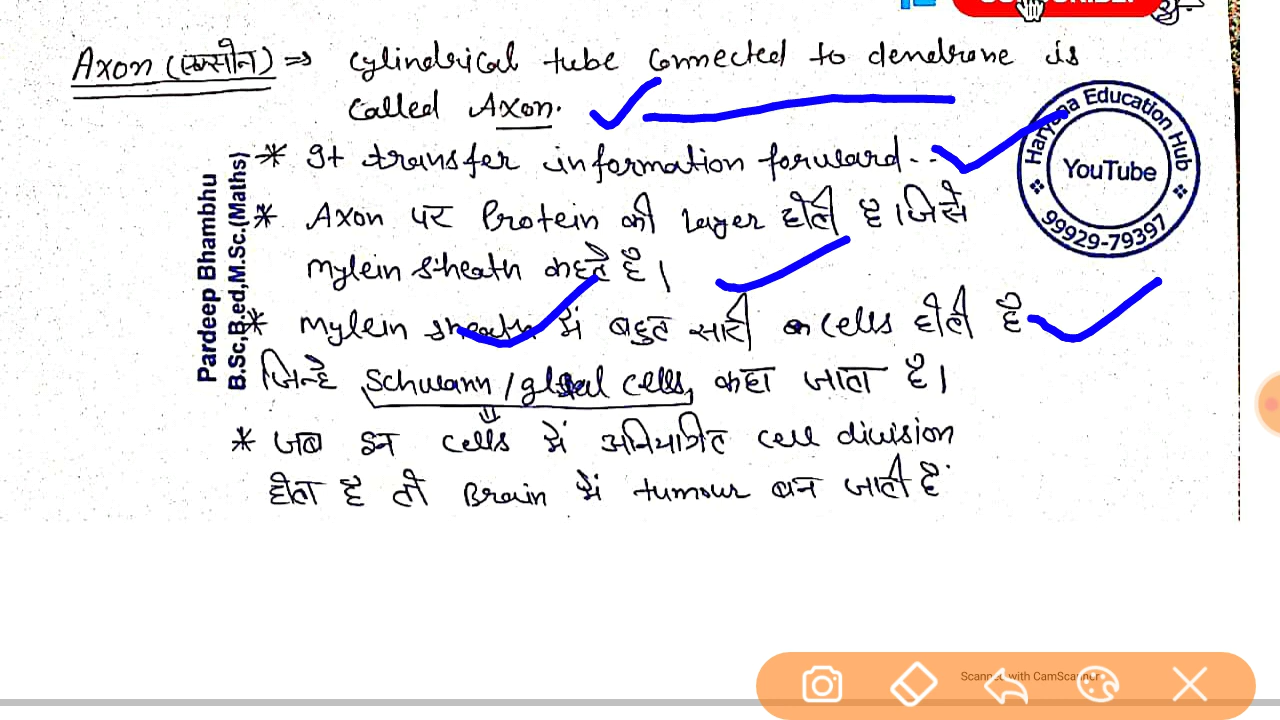 Axon (एक्सॉन) ⇒ Cylindrical tube Connected to dendrone is
Called Axon.
* It transfer information forward..
* Axon पर Protein की layer होती है। जिसे
mylein sheath कहते है।
* mylein sheath में बहुत सारी cells होती है
जिन्हे Schwann / glial cells, कहा जाता है।
* जब इन cells में अनियमित cell division
होता है तो Brain में tumour बन जाती है
Pardeep Bhambhu
B.Sc,B.ed,M.Sc.(Maths)
Haryana Education Hub
YouTube
99929-79397
Scanned with CamScanner